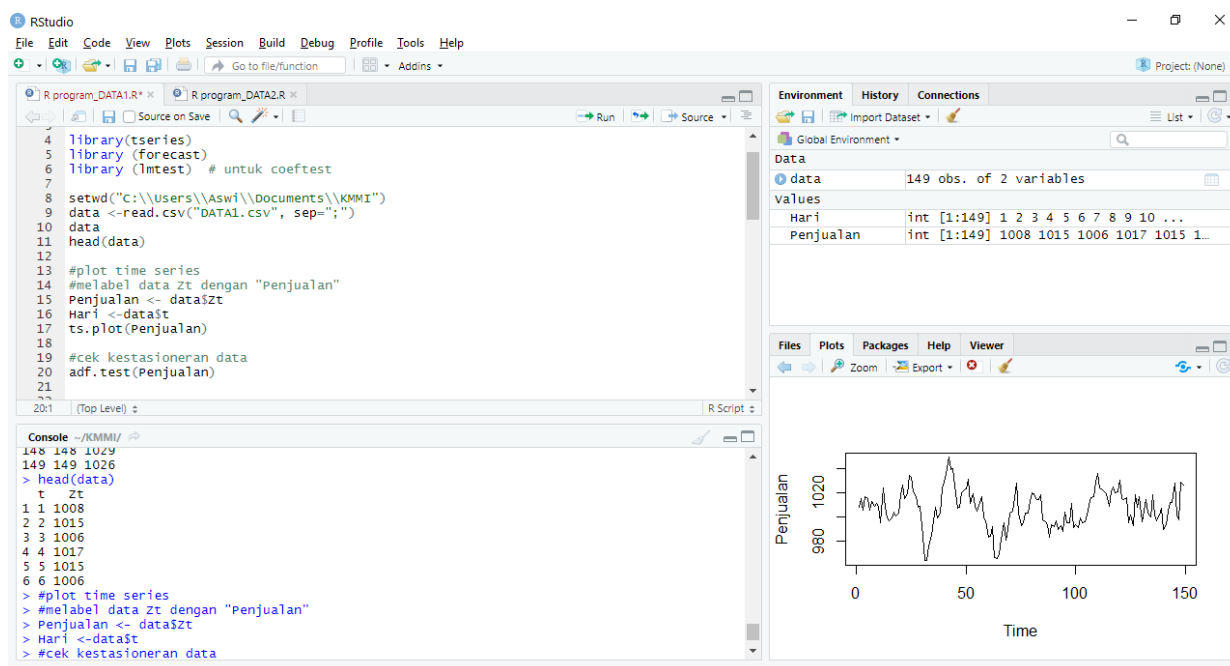 RStudio
File Edit Code View Plots Session Build Debug Profile Tools Help
Go to file/function
Addins
Project: (None)
R program_DATA1.R*
R program_DATA2.R
Source on Save
Run
Source
4 library(tseries)
5 library (forecast)
6 library (lmtest)  # untuk coeftest
7
8 setwd("C:\\Users\\Aswi\\Documents\\KMMI")
9 data <-read.csv("DATA1.csv", sep=";")
10 data
11 head(data)
12
13 #plot time series
14 #melabel data Zt dengan "Penjualan"
15 Penjualan <- data$Zt
16 Hari <-data$t
17 ts.plot(Penjualan)
18
19 #cek kestasioneran data
20 adf.test(Penjualan)
21
20:1 (Top Level) R Script
Console ~/KMMI/
148 148 1029
149 149 1026
> head(data)
t Zt
1 1 1008
2 2 1015
3 3 1006
4 4 1017
5 5 1015
6 6 1006
> #plot time series
> #melabel data Zt dengan "Penjualan"
> Penjualan <- data$Zt
> Hari <-data$t
> #cek kestasioneran data
Environment History Connections
Import Dataset
List
Global Environment
Data
data 149 obs. of 2 variables
Values
Hari int [1:149] 1 2 3 4 5 6 7 8 9 10 ...
Penjualan int [1:149] 1008 1015 1006 1017 1015 1…
Files Plots Packages Help Viewer
Zoom Export
Penjualan
1020
980
0 50 100 150
Time